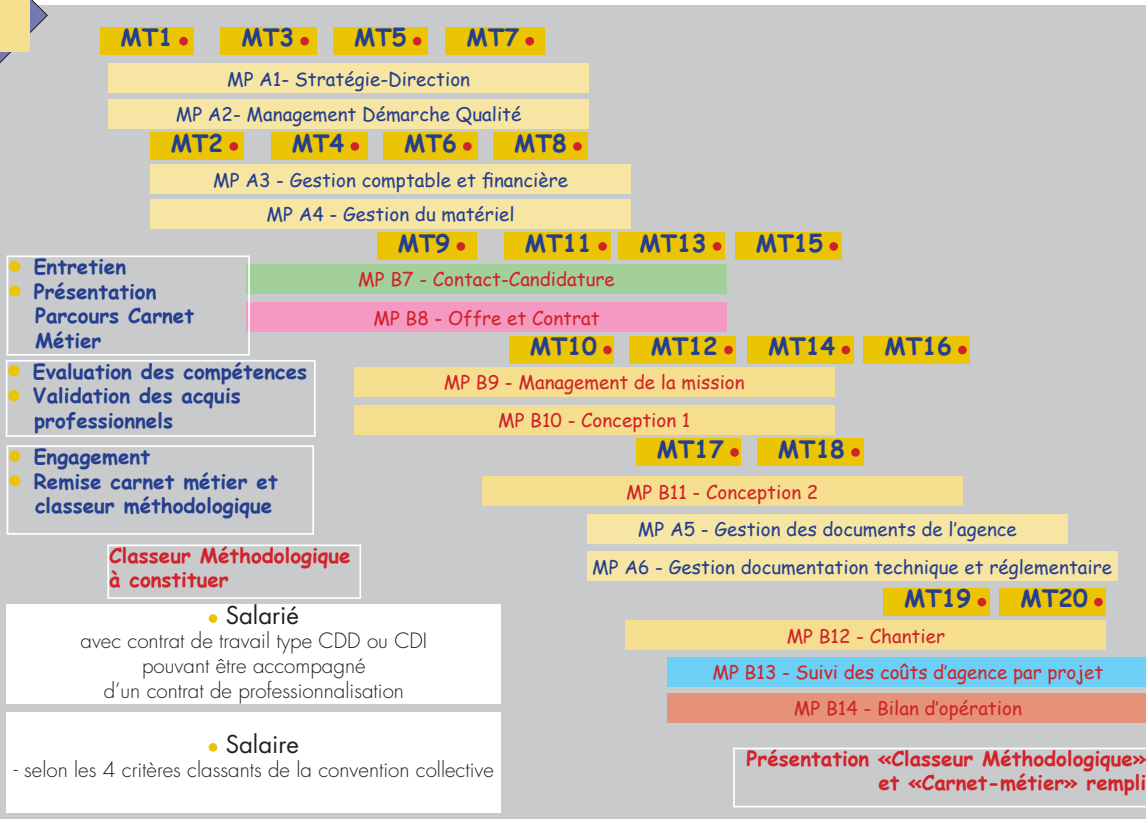 MT1 • MT3 • MT5 • MT7 •
MP A1- Stratégie-Direction
MP A2- Management Démarche Qualité
MT2 • MT4 • MT6 • MT8 •
MP A3 - Gestion comptable et financière
MP A4 - Gestion du matériel
MT9 • MT11 • MT13 • MT15 •
• Entretien
• Présentation
Parcours Carnet
Métier
MP B7 - Contact-Candidature
MP B8 - Offre et Contrat
MT10 • MT12 • MT14 • MT16 •
• Evaluation des compétences
• Validation des acquis
professionnels
MP B9 - Management de la mission
MP B10 - Conception 1
MT17 • MT18 •
• Engagement
• Remise carnet métier et
classeur méthodologique
MP B11 - Conception 2
MP A5 - Gestion des documents de l'agence
MP A6 - Gestion documentation technique et réglementaire
Classeur Méthodologique
à constituer
MT19 • MT20 •
MP B12 - Chantier
MP B13 - Suivi des coûts d'agence par projet
MP B14 - Bilan d'opération
• Salarié
avec contrat de travail type CDD ou CDI
pouvant être accompagné
d'un contrat de professionnalisation
• Salaire
- selon les 4 critères classants de la convention collective
Présentation «Classeur Méthodologique»
et «Carnet-métier» rempli